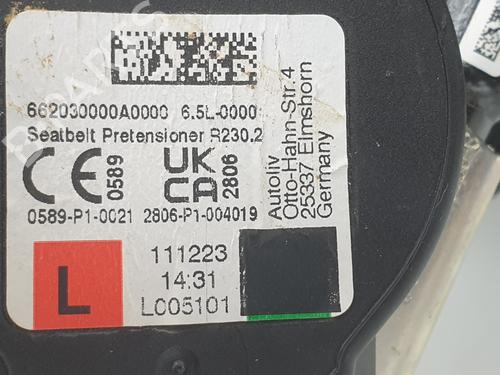 662030000A0000 6.5L-0000
Seatbelt Pretensioner R230.2
CE 0589
UK CA 2806
0589-P1-0021 2806-P1-004019
Autoliv
Otto-Hahn-Str.4
25337 Elmshorn
Germany
L
111223
14:31
L005101